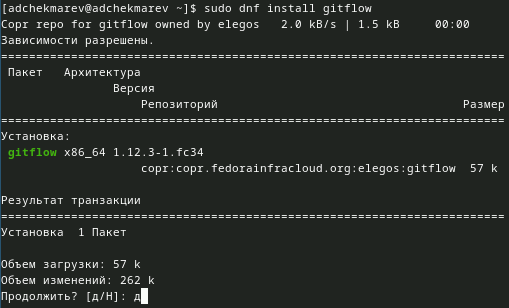 [adchekmarev@adchekmarev ~]$ sudo dnf install gitflow
Copr repo for gitflow owned by elegos   2.0 kB/s | 1.5 kB     00:00
Зависимости разрешены.
========================================================================
 Пакет   Архитектура
                Версия
                    Репозиторий                                   Размер
========================================================================
Установка:
 gitflow x86_64 1.12.3-1.fc34
                    copr:copr.fedorainfracloud.org:elegos:gitflow  57 k

Результат транзакции
========================================================================
Установка  1 Пакет

Объем загрузки: 57 k
Объем изменений: 262 k
Продолжить? [д/Н]: д